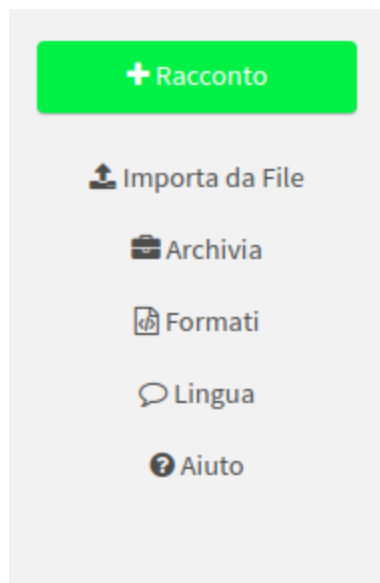 Racconto
Importa da File
Archivia
Formati
Lingua
Aiuto